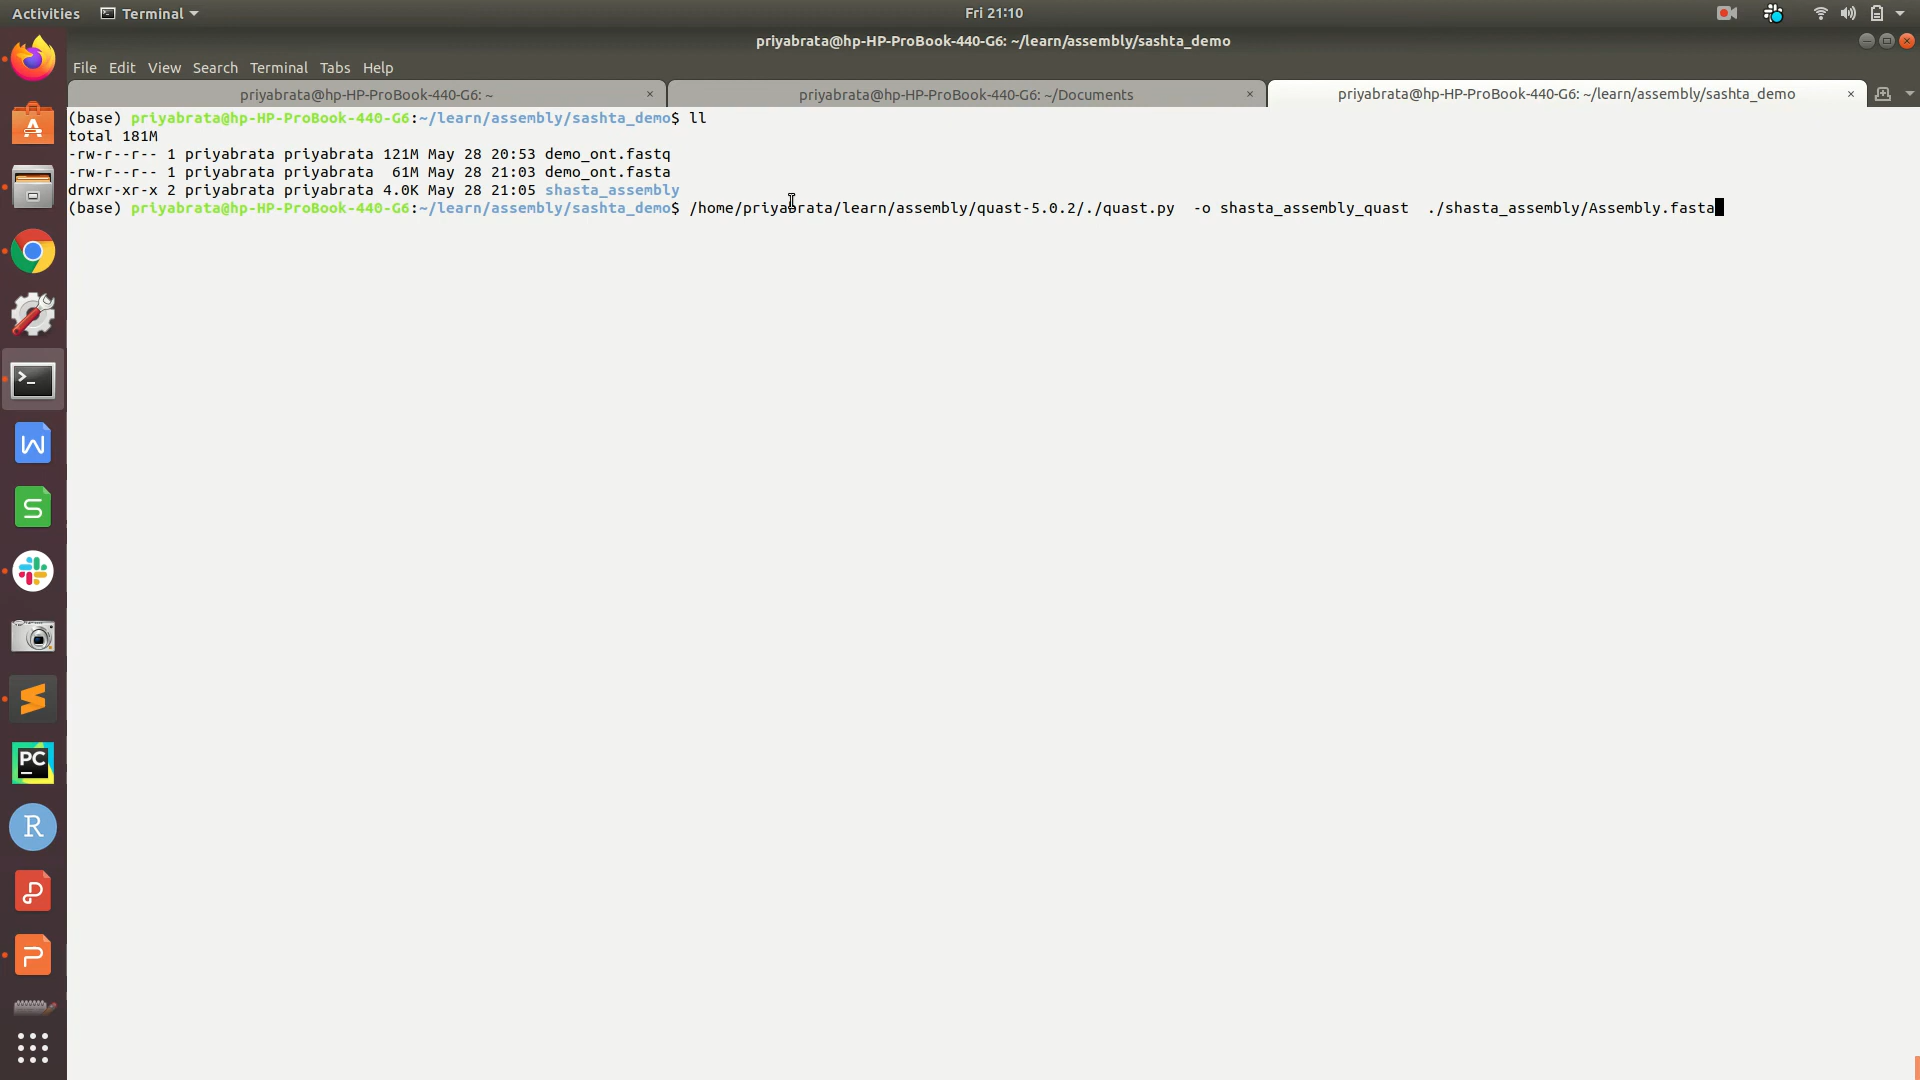 Activities Terminal Fri 21:10
priyabrata@hp-HP-ProBook-440-G6: ~/learn/assembly/sashta_demo
File Edit View Search Terminal Tabs Help
priyabrata@hp-HP-ProBook-440-G6: ~ × priyabrata@hp-HP-ProBook-440-G6: ~/Documents × priyabrata@hp-HP-ProBook-440-G6: ~/learn/assembly/sashta_demo ×
(base) priyabrata@hp-HP-ProBook-440-G6:~/learn/assembly/sashta_demo$ ll
total 181M
-rw-r--r-- 1 priyabrata priyabrata 121M May 28 20:53 demo_ont.fastq
-rw-r--r-- 1 priyabrata priyabrata  61M May 28 21:03 demo_ont.fasta
drwxr-xr-x 2 priyabrata priyabrata 4.0K May 28 21:05 shasta_assembly
(base) priyabrata@hp-HP-ProBook-440-G6:~/learn/assembly/sashta_demo$ /home/priyabrata/learn/assembly/quast-5.0.2/./quast.py  -o shasta_assembly_quast  ./shasta_assembly/Assembly.fasta
PC
R